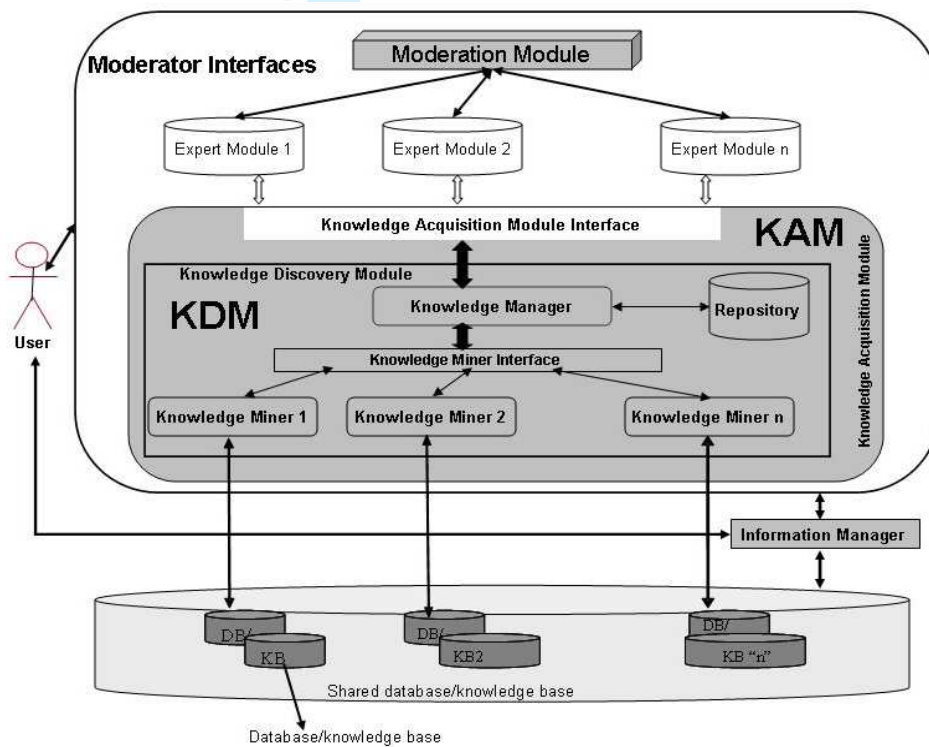 Moderation Module
Moderator Interfaces
Expert Module 1
Expert Module 2
Expert Module n
Knowledge Acquisition Module Interface
KAM
Knowledge Acquisition Module
Knowledge Discovery Module
KDM
Knowledge Manager
Repository
User
Knowledge Miner Interface
Knowledge Miner 1
Knowledge Miner 2
Knowledge Miner n
Information Manager
DB/
KB
DB/
KB2
DB/
KB "n"
Shared database/knowledge base
Database/knowledge base